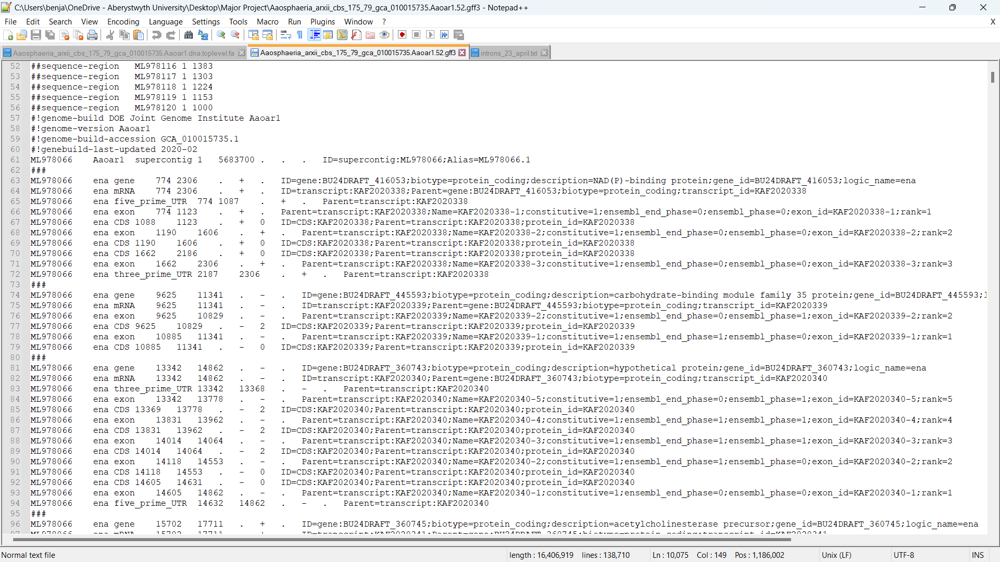 C:\Users\benja\OneDrive - Aberystwyth University\Desktop\Major Project\Aaosphaeria_arxii_cbs_175_79_gca_010015735.Aaoar1.52.gff3 - Notepad++
File Edit Search View Encoding Language Settings Tools Macro Run Plugins Window ? X
Aaosphaeria_arxii_cbs_175_79_gca_010015735.Aaoar1.dna.toplevel.fa Aaosphaeria_arxii_cbs_175_79_gca_010015735.Aaoar1.52.gff3 introns_23_april.txt
52 ##sequence-region ML978116 1 1383
53 ##sequence-region ML978117 1 1303
54 ##sequence-region ML978118 1 1224
55 ##sequence-region ML978119 1 1153
56 ##sequence-region ML978120 1 1000
57 #!genome-build DOE Joint Genome Institute Aaoar1
58 #!genome-version Aaoar1
59 #!genome-build-accession GCA_010015735.1
60 #!genebuild-last-updated 2020-02
61 ML978066 Aaoar1 supercontig 1 5683700 . . . ID=supercontig:ML978066;Alias=ML978066.1
62 ###
63 ML978066 ena gene 774 2306 . + . ID=gene:BU24DRAFT_416053;biotype=protein_coding;description=NAD(P)-binding protein;gene_id=BU24DRAFT_416053;logic_name=ena
64 ML978066 ena mRNA 774 2306 . + . ID=transcript:KAF2020338;Parent=gene:BU24DRAFT_416053;biotype=protein_coding;transcript_id=KAF2020338
65 ML978066 ena five_prime_UTR 774 1087 . + . Parent=transcript:KAF2020338
66 ML978066 ena exon 774 1123 . + . Parent=transcript:KAF2020338;Name=KAF2020338-1;constitutive=1;ensembl_end_phase=0;ensembl_phase=0;exon_id=KAF2020338-1;rank=1
67 ML978066 ena CDS 1088 1123 . + 0 ID=CDS:KAF2020338;Parent=transcript:KAF2020338;protein_id=KAF2020338
68 ML978066 ena exon 1190 1606 . + . Parent=transcript:KAF2020338;Name=KAF2020338-2;constitutive=1;ensembl_end_phase=0;ensembl_phase=0;exon_id=KAF2020338-2;rank=2
69 ML978066 ena CDS 1190 1606 . + 0 ID=CDS:KAF2020338;Parent=transcript:KAF2020338;protein_id=KAF2020338
70 ML978066 ena CDS 1662 2186 . + 0 ID=CDS:KAF2020338;Parent=transcript:KAF2020338;protein_id=KAF2020338
71 ML978066 ena exon 1662 2306 . + . Parent=transcript:KAF2020338;Name=KAF2020338-3;constitutive=1;ensembl_end_phase=0;ensembl_phase=0;exon_id=KAF2020338-3;rank=3
72 ML978066 ena three_prime_UTR 2187 2306 . + . Parent=transcript:KAF2020338
73 ###
74 ML978066 ena gene 9625 11341 . - . ID=gene:BU24DRAFT_445593;biotype=protein_coding;description=carbohydrate-binding module family 35 protein;gene_id=BU24DRAFT_445593;
75 ML978066 ena mRNA 9625 11341 . - . ID=transcript:KAF2020339;Parent=gene:BU24DRAFT_445593;biotype=protein_coding;transcript_id=KAF2020339
76 ML978066 ena exon 9625 10829 . - . Parent=transcript:KAF2020339;Name=KAF2020339-2;constitutive=1;ensembl_end_phase=0;ensembl_phase=1;exon_id=KAF2020339-2;rank=2
77 ML978066 ena CDS 9625 10829 . - 2 ID=CDS:KAF2020339;Parent=transcript:KAF2020339;protein_id=KAF2020339
78 ML978066 ena exon 10885 11341 . - . Parent=transcript:KAF2020339;Name=KAF2020339-1;constitutive=1;ensembl_end_phase=1;ensembl_phase=0;exon_id=KAF2020339-1;rank=1
79 ML978066 ena CDS 10885 11341 . - 0 ID=CDS:KAF2020339;Parent=transcript:KAF2020339;protein_id=KAF2020339
80 ###
81 ML978066 ena gene 13342 14862 . - . ID=gene:BU24DRAFT_360743;biotype=protein_coding;description=hypothetical protein;gene_id=BU24DRAFT_360743;logic_name=ena
82 ML978066 ena mRNA 13342 14862 . - . ID=transcript:KAF2020340;Parent=gene:BU24DRAFT_360743;biotype=protein_coding;transcript_id=KAF2020340
83 ML978066 ena three_prime_UTR 13342 13368 . - . Parent=transcript:KAF2020340
84 ML978066 ena exon 13342 13778 . - . Parent=transcript:KAF2020340;Name=KAF2020340-5;constitutive=1;ensembl_end_phase=0;ensembl_phase=1;exon_id=KAF2020340-5;rank=5
85 ML978066 ena CDS 13369 13778 . - 2 ID=CDS:KAF2020340;Parent=transcript:KAF2020340;protein_id=KAF2020340
86 ML978066 ena exon 13831 13962 . - . Parent=transcript:KAF2020340;Name=KAF2020340-4;constitutive=1;ensembl_end_phase=1;ensembl_phase=1;exon_id=KAF2020340-4;rank=4
87 ML978066 ena CDS 13831 13962 . - 2 ID=CDS:KAF2020340;Parent=transcript:KAF2020340;protein_id=KAF2020340
88 ML978066 ena exon 14014 14064 . - . Parent=transcript:KAF2020340;Name=KAF2020340-3;constitutive=1;ensembl_end_phase=1;ensembl_phase=1;exon_id=KAF2020340-3;rank=3
89 ML978066 ena CDS 14014 14064 . - 2 ID=CDS:KAF2020340;Parent=transcript:KAF2020340;protein_id=KAF2020340
90 ML978066 ena exon 14118 14553 . - . Parent=transcript:KAF2020340;Name=KAF2020340-2;constitutive=1;ensembl_end_phase=1;ensembl_phase=0;exon_id=KAF2020340-2;rank=2
91 ML978066 ena CDS 14118 14553 . - 0 ID=CDS:KAF2020340;Parent=transcript:KAF2020340;protein_id=KAF2020340
92 ML978066 ena CDS 14605 14631 . - 0 ID=CDS:KAF2020340;Parent=transcript:KAF2020340;protein_id=KAF2020340
93 ML978066 ena exon 14605 14862 . - . Parent=transcript:KAF2020340;Name=KAF2020340-1;constitutive=1;ensembl_end_phase=0;ensembl_phase=0;exon_id=KAF2020340-1;rank=1
94 ML978066 ena five_prime_UTR 14632 14862 . - . Parent=transcript:KAF2020340
95 ###
96 ML978066 ena gene 15702 17711 . + . ID=gene:BU24DRAFT_360745;biotype=protein_coding;description=acetylcholinesterase precursor;gene_id=BU24DRAFT_360745;logic_name=ena
Normal text file length : 16,406,919 lines : 138,710 Ln : 10,075 Col : 149 Pos : 1,186,002 Unix (LF) UTF-8 INS